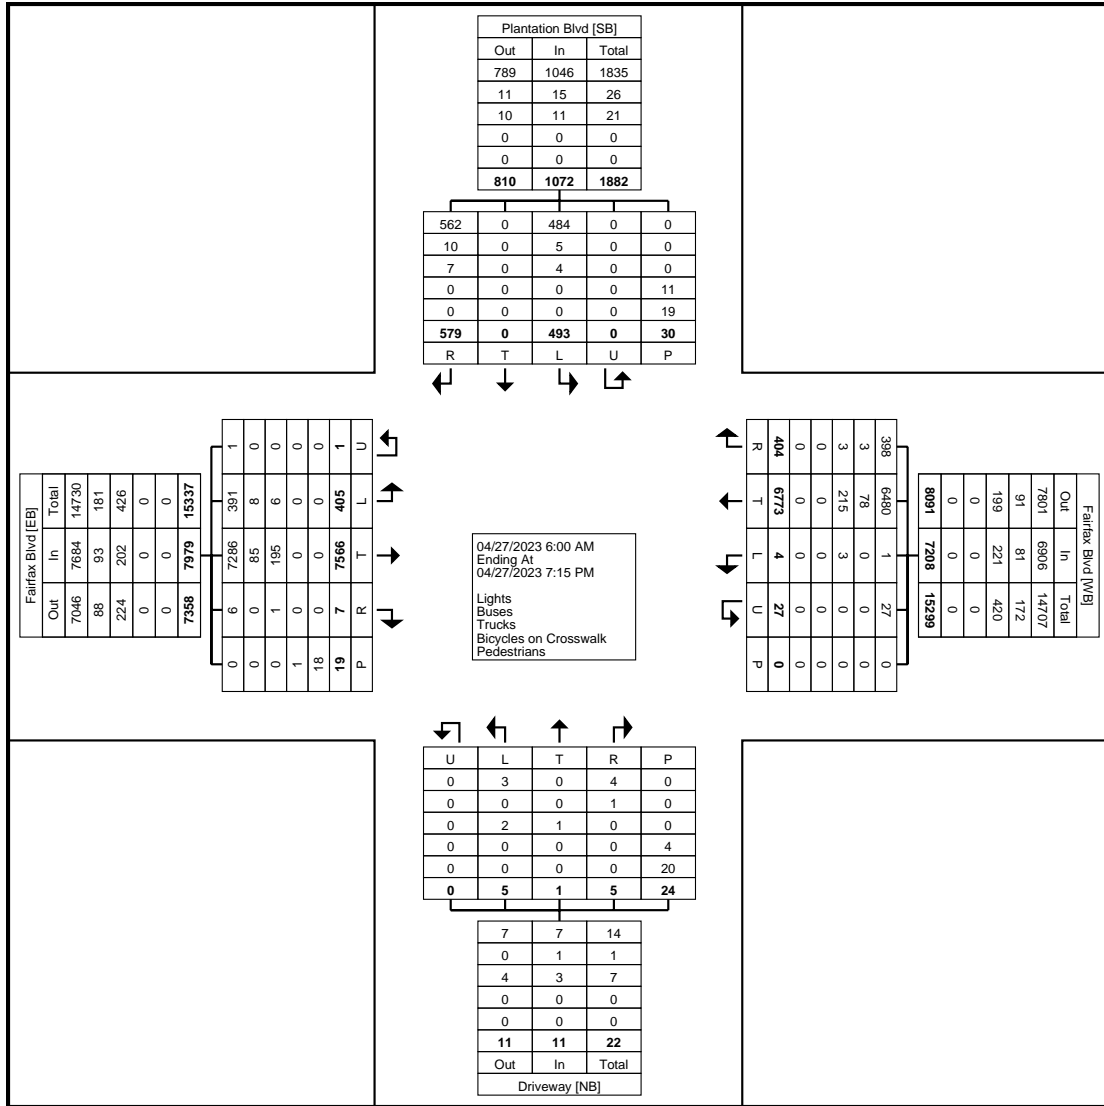 Plantation Blvd [SB]
Out In Total
789 1046 1835
11 15 26
10 11 21
0 0 0
0 0 0
810 1072 1882
562 0 484 0 0
10 0 5 0 0
7 0 4 0 0
0 0 0 0 11
0 0 0 0 19
579 0 493 0 30
R T L U P
Fairfax Blvd [EB]
Total In Out
14730 7684 7046
181 93 88
426 202 224
0 0 0
0 0 0
15337 7979 7358
1 391 7286 6 0
0 8 85 0 0
0 6 195 1 0
0 0 0 0 1
0 0 0 0 18
1 405 7566 7 19
U L T R P
04/27/2023 6:00 AM
Ending At
04/27/2023 7:15 PM
Lights
Buses
Trucks
Bicycles on Crosswalk
Pedestrians
Fairfax Blvd [WB]
Out In Total
7801 6906 14707
91 81 172
199 221 420
0 0 0
0 0 0
8091 7208 15299
398 6480 1 27 0
3 78 0 0 0
3 215 3 0 0
0 0 0 0 0
0 0 0 0 0
404 6773 4 27 0
R T L U P
U L T R P
0 3 0 4 0
0 0 0 1 0
0 2 1 0 0
0 0 0 0 4
0 0 0 0 20
0 5 1 5 24
7 7 14
0 1 1
4 3 7
0 0 0
0 0 0
11 11 22
Out In Total
Driveway [NB]